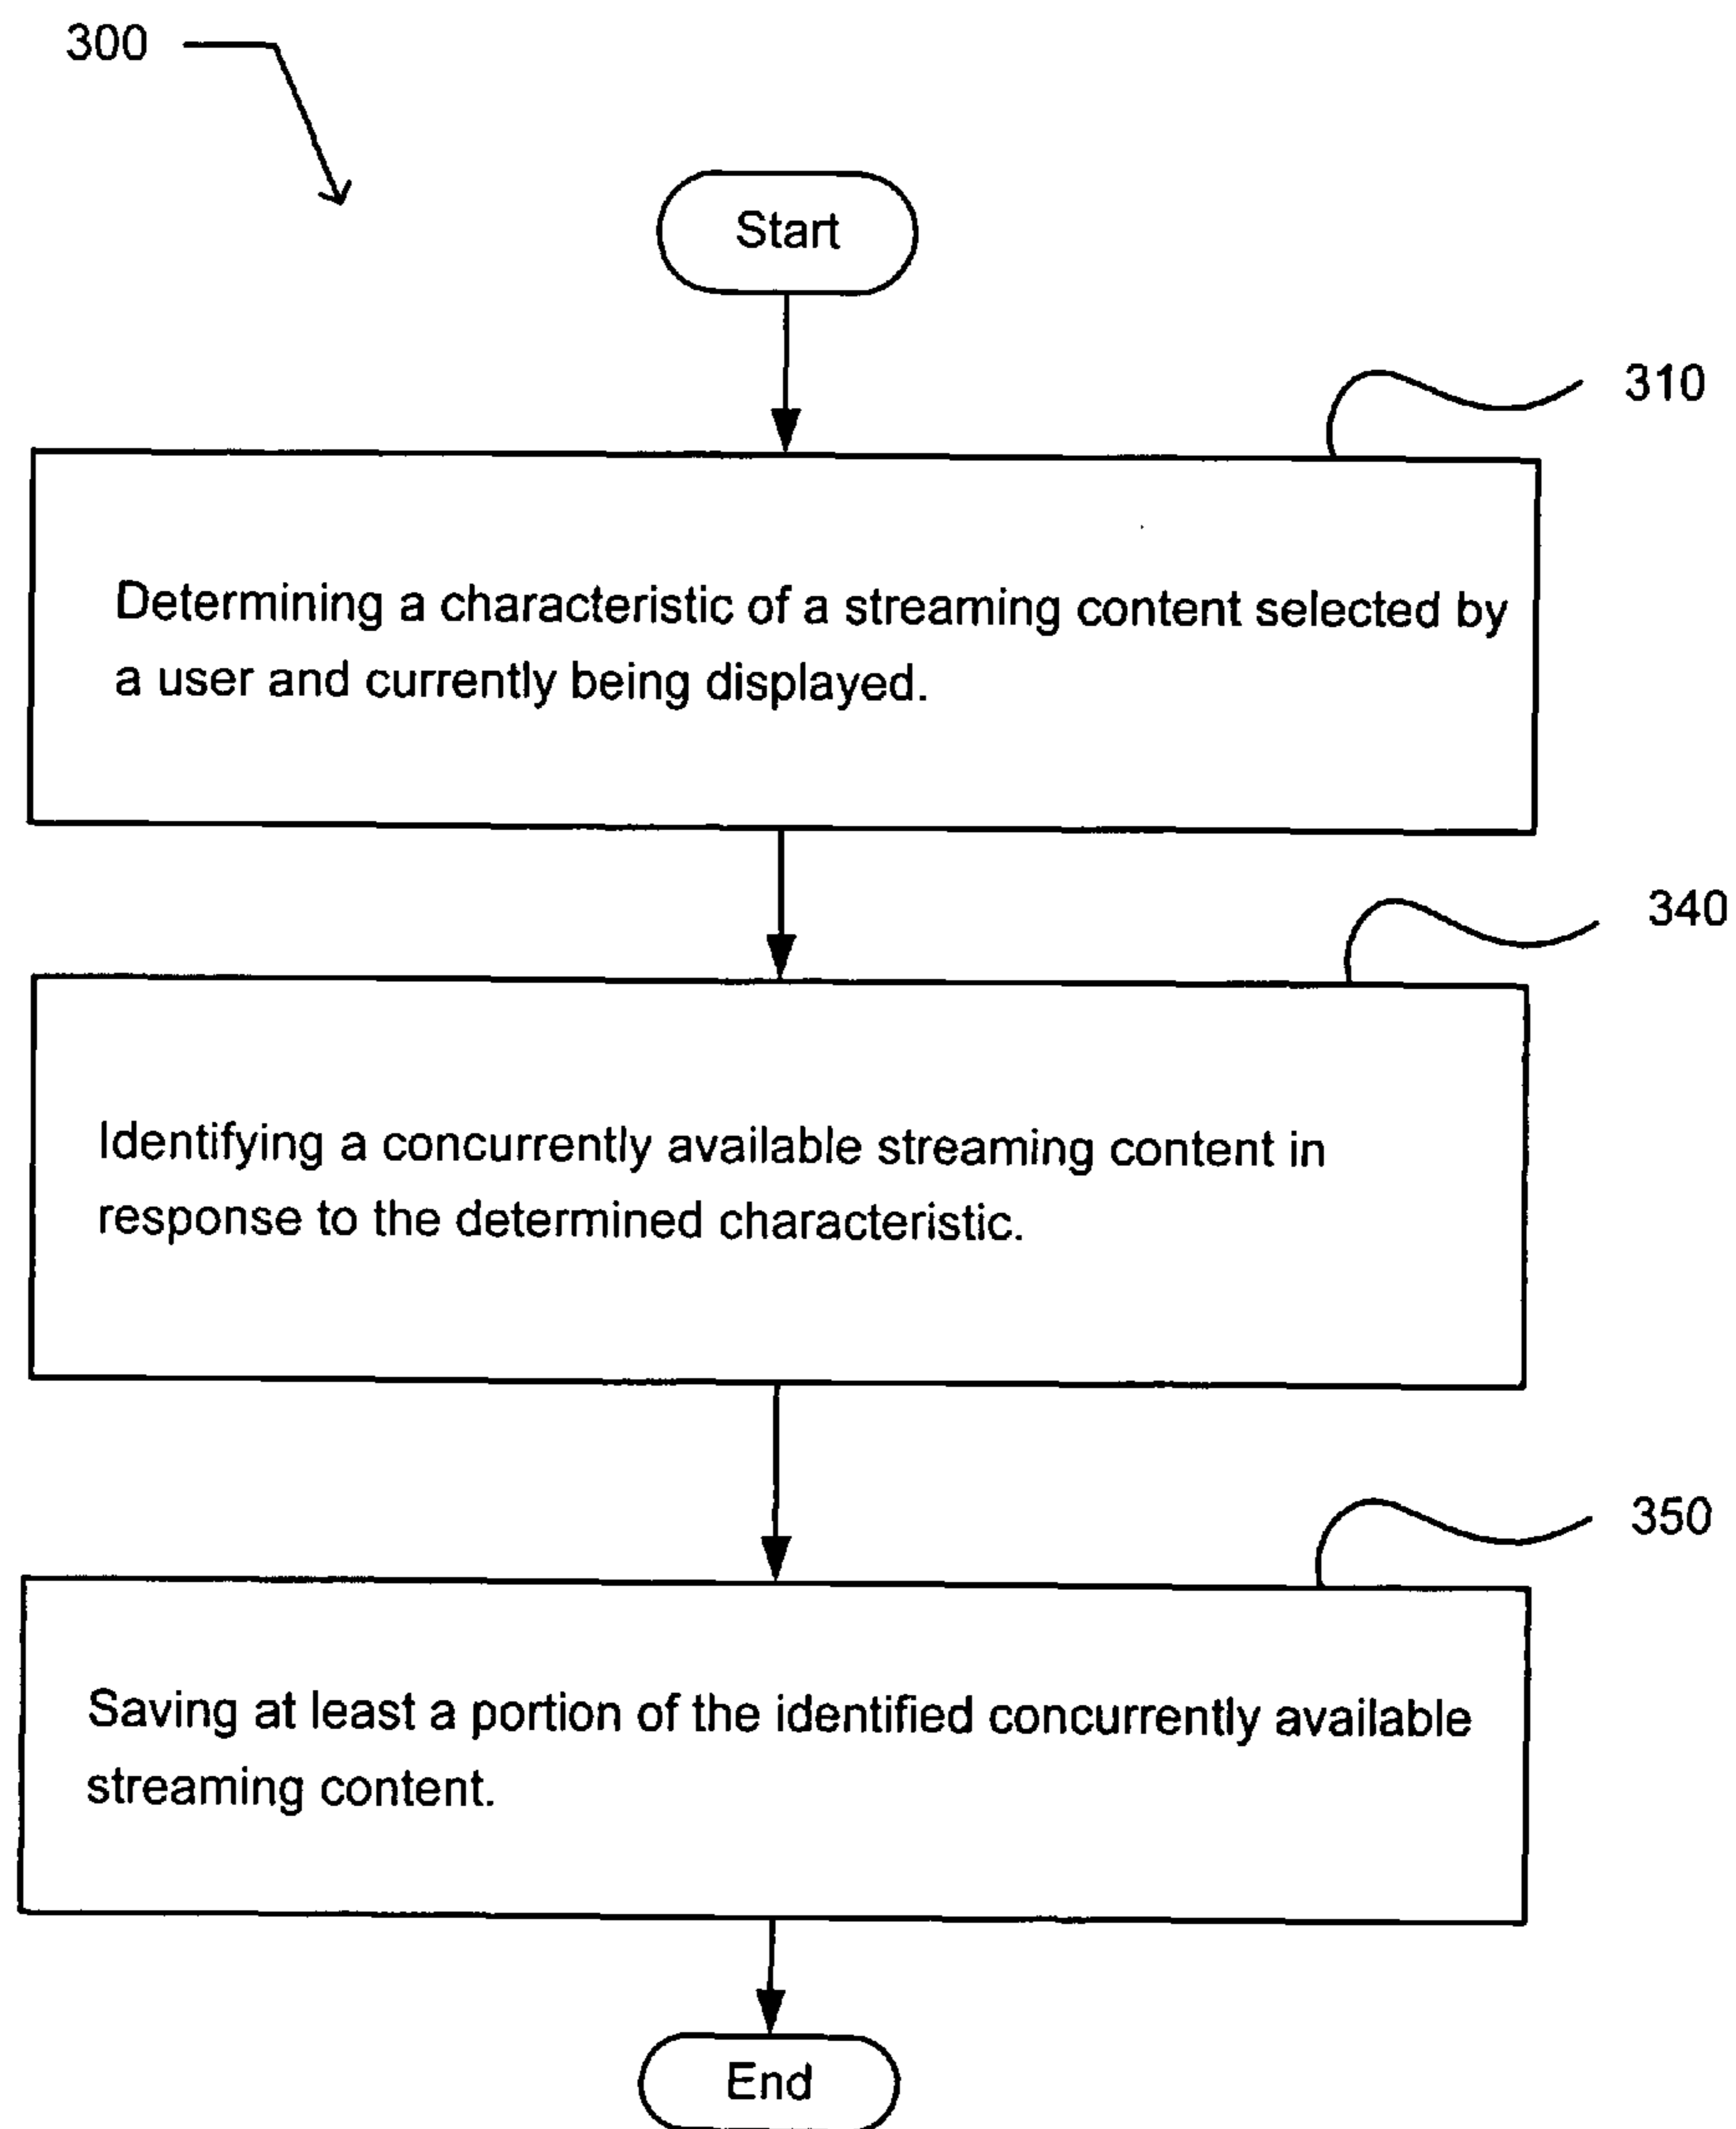 300
Start
310
Determining a characteristic of a streaming content selected by
a user and currently being displayed.
340
Identifying a concurrently available streaming content in
response to the determined characteristic.
350
Saving at least a portion of the identified concurrently available
streaming content.
End